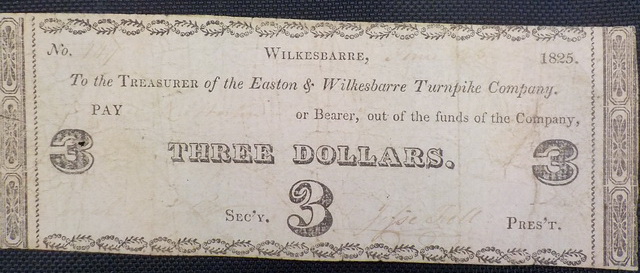 No. WILKESBARRE, 1825.
To the TREASURER of the Easton & Wilkesbarre Turnpike Company.
PAY or Bearer, out of the funds of the Company,
3 THREE DOLLARS. 3
3
SEC'Y. PRES'T.